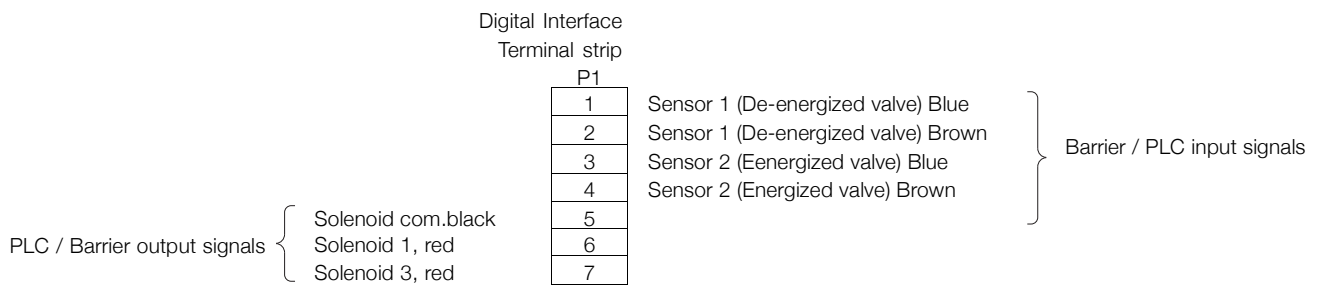 Digital Interface
Terminal strip
P1
1 Sensor 1 (De-energized valve) Blue
2 Sensor 1 (De-energized valve) Brown
3 Sensor 2 (Eenergized valve) Blue
4 Sensor 2 (Energized valve) Brown
Barrier / PLC input signals
Solenoid com.black 5
PLC / Barrier output signals
Solenoid 1, red 6
Solenoid 3, red 7